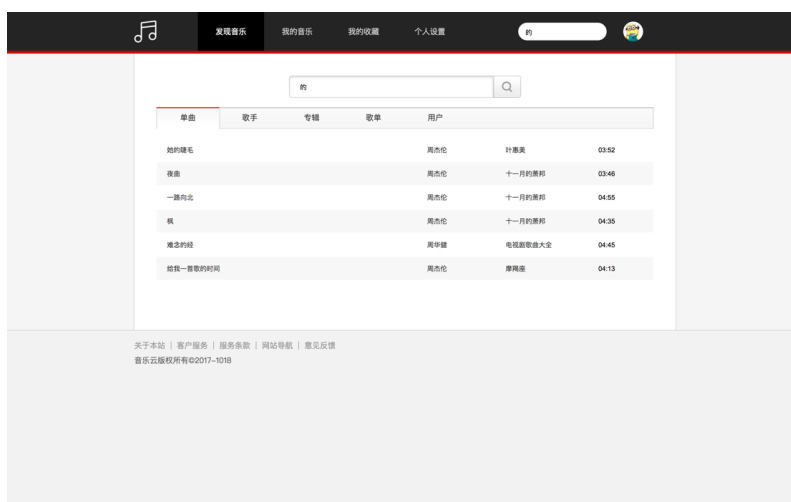 发现音乐 我的音乐 我的收藏 个人设置 的
的
单曲 歌手 专辑 歌单 用户
她的睫毛 周杰伦 叶惠美 03:52
夜曲 周杰伦 十一月的萧邦 03:46
一路向北 周杰伦 十一月的萧邦 04:55
枫 周杰伦 十一月的萧邦 04:35
难念的经 周华健 电视剧歌曲大全 04:45
给我一首歌的时间 周杰伦 摩羯座 04:13
关于本站 | 客户服务 | 服务条款 | 网站导航 | 意见反馈
音乐云版权所有©2017-1018